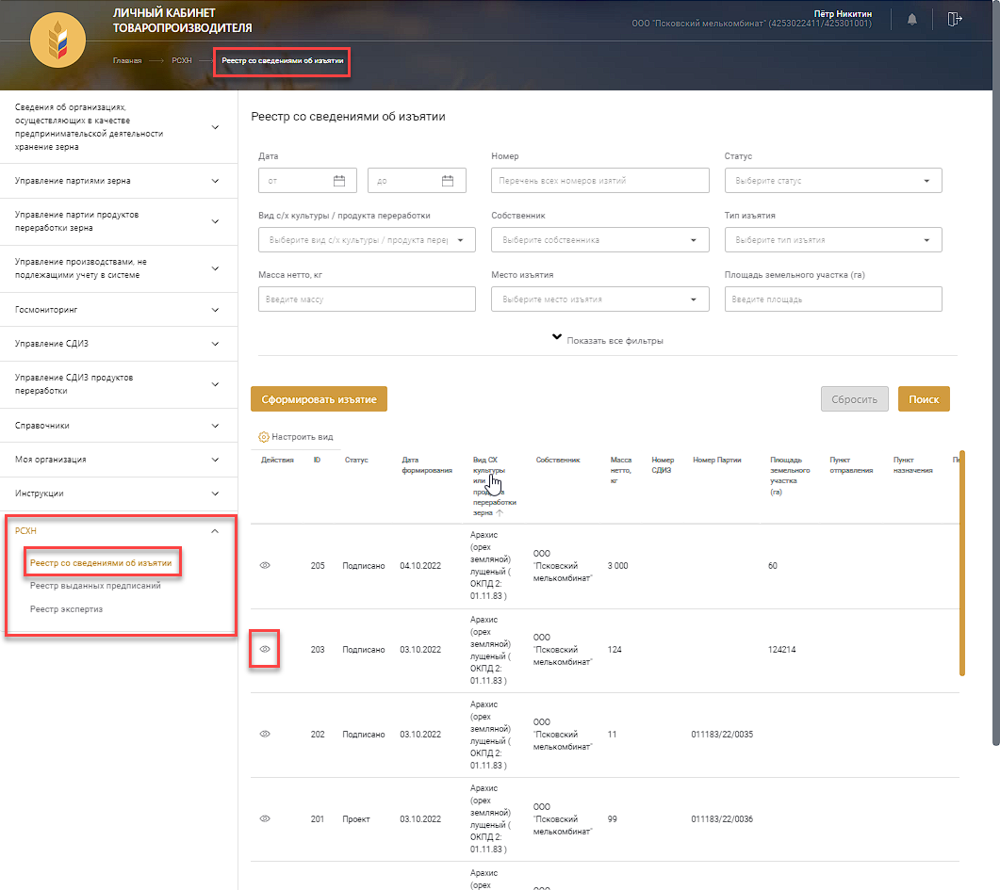 ЛИЧНЫЙ КАБИНЕТ
ТОВАРОПРОИЗВОДИТЕЛЯ
Пётр Никитин
ООО "Псковский мелькомбинат" (4253022411/425301001)
Главная
РСХН
Реестр со сведениями об изъятии
Сведения об организациях,
осуществляющих в качестве
предпринимательской деятельности
хранение зерна
Управление партиями зерна
Управление партии продуктов
переработки зерна
Управление производствами, не
подлежащими учету в системе
Госмониторинг
Управление СДИЗ
Управление СДИЗ продуктов
переработки
Справочники
Моя организация
Инструкции
РСХН
Реестр со сведениями об изъятии
Реестр выданных предписаний
Реестр экспертиз
Реестр со сведениями об изъятии
Дата
Номер
Статус
от
до
Перечень всех номеров изятий
Выберите статус
Вид с/х культуры / продукта переработки
Собственник
Тип изъятия
Выберите вид с/х культуры / продукта пере
Выберите собственника
Выберите тип изъятия
Масса нетто, кг
Место изъятия
Площадь земельного участка (га)
Введите массу
Выберите место изъятия
Введите площадь
Показать все фильтры
Сформировать изъятие
Сбросить
Поиск
Настроить вид
Действия
ID
Статус
Дата
формирования
Вид СХ
культуры
или
переработки
зерна
Собственник
Масса
нетто,
кг
Номер
СДИЗ
Номер Партии
Площадь
земельного
участка
(га)
Пункт
отправления
Пункт
назначения
205
Подписано
04.10.2022
Арахис
(орех
земляной)
лущеный (
ОКПД 2:
01.11.83 )
ООО
"Псковский
мелькомбинат"
3 000
60
203
Подписано
03.10.2022
Арахис
(орех
земляной)
лущеный (
ОКПД 2:
01.11.83 )
ООО
"Псковский
мелькомбинат"
124
124214
202
Подписано
03.10.2022
Арахис
(орех
земляной)
лущеный (
ОКПД 2:
01.11.83 )
ООО
"Псковский
мелькомбинат"
11
011183/22/0035
201
Проект
03.10.2022
Арахис
(орех
земляной)
лущеный (
ОКПД 2:
01.11.83 )
ООО
"Псковский
мелькомбинат"
99
011183/22/0036
Арахис
(орех
ООО